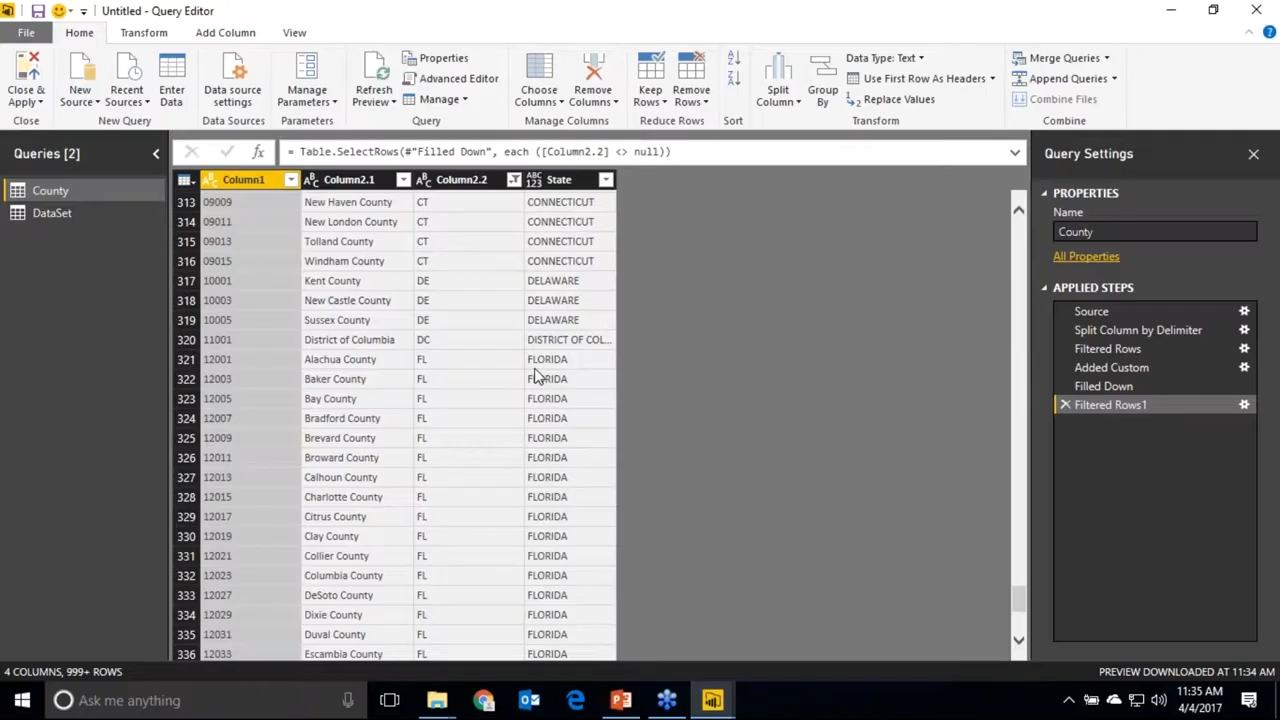 Untitled - Query Editor
File Home Transform Add Column View
Close & Apply
New Source
Recent Sources
Enter Data
Data source settings
Manage Parameters
Refresh Preview
Properties
Advanced Editor
Manage
Choose Columns
Remove Columns
Keep Rows
Remove Rows
Split Column
Group By
Data Type: Text
Use First Row As Headers
Replace Values
Merge Queries
Append Queries
Combine Files
Close New Query Data Sources Parameters Query Manage Columns Reduce Rows Sort Transform Combine
Queries [2]
County
DataSet
= Table.SelectRows(#"Filled Down", each ([Column2.2] <> null))
Column1 Column2.1 Column2.2 State
313 09009 New Haven County CT CONNECTICUT
314 09011 New London County CT CONNECTICUT
315 09013 Tolland County CT CONNECTICUT
316 09015 Windham County CT CONNECTICUT
317 10001 Kent County DE DELAWARE
318 10003 New Castle County DE DELAWARE
319 10005 Sussex County DE DELAWARE
320 11001 District of Columbia DC DISTRICT OF COL...
321 12001 Alachua County FL FLORIDA
322 12003 Baker County FL FLORIDA
323 12005 Bay County FL FLORIDA
324 12007 Bradford County FL FLORIDA
325 12009 Brevard County FL FLORIDA
326 12011 Broward County FL FLORIDA
327 12013 Calhoun County FL FLORIDA
328 12015 Charlotte County FL FLORIDA
329 12017 Citrus County FL FLORIDA
330 12019 Clay County FL FLORIDA
331 12021 Collier County FL FLORIDA
332 12023 Columbia County FL FLORIDA
333 12027 DeSoto County FL FLORIDA
334 12029 Dixie County FL FLORIDA
335 12031 Duval County FL FLORIDA
336 12033 Escambia County FL FLORIDA
Query Settings
PROPERTIES
Name
County
All Properties
APPLIED STEPS
Source
Split Column by Delimiter
Filtered Rows
Added Custom
Filled Down
Filtered Rows1
4 COLUMNS, 999+ ROWS
PREVIEW DOWNLOADED AT 11:34 AM
Ask me anything
11:35 AM
4/4/2017